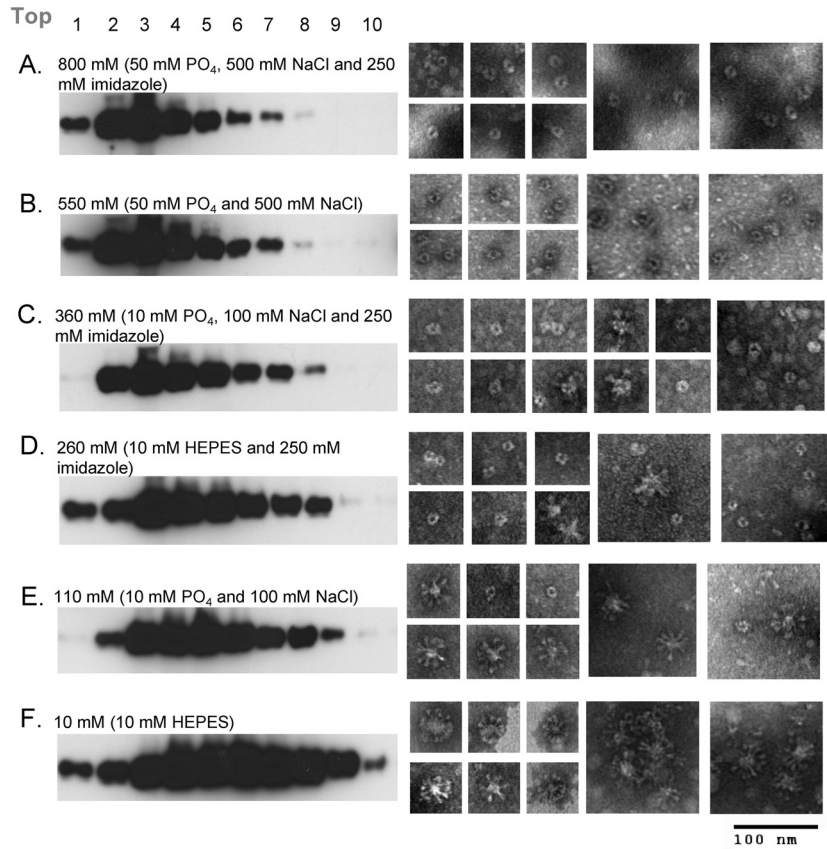 Top 1 2 3 4 5 6 7 8 9 10
A. 800 mM (50 mM PO₄, 500 mM NaCl and 250
mM imidazole)
B. 550 mM (50 mM PO₄ and 500 mM NaCl)
C. 360 mM (10 mM PO₄, 100 mM NaCl and 250
mM imidazole)
D. 260 mM (10 mM HEPES and 250 mM
imidazole)
E. 110 mM (10 mM PO₄ and 100 mM NaCl)
F. 10 mM (10 mM HEPES)
100 nm